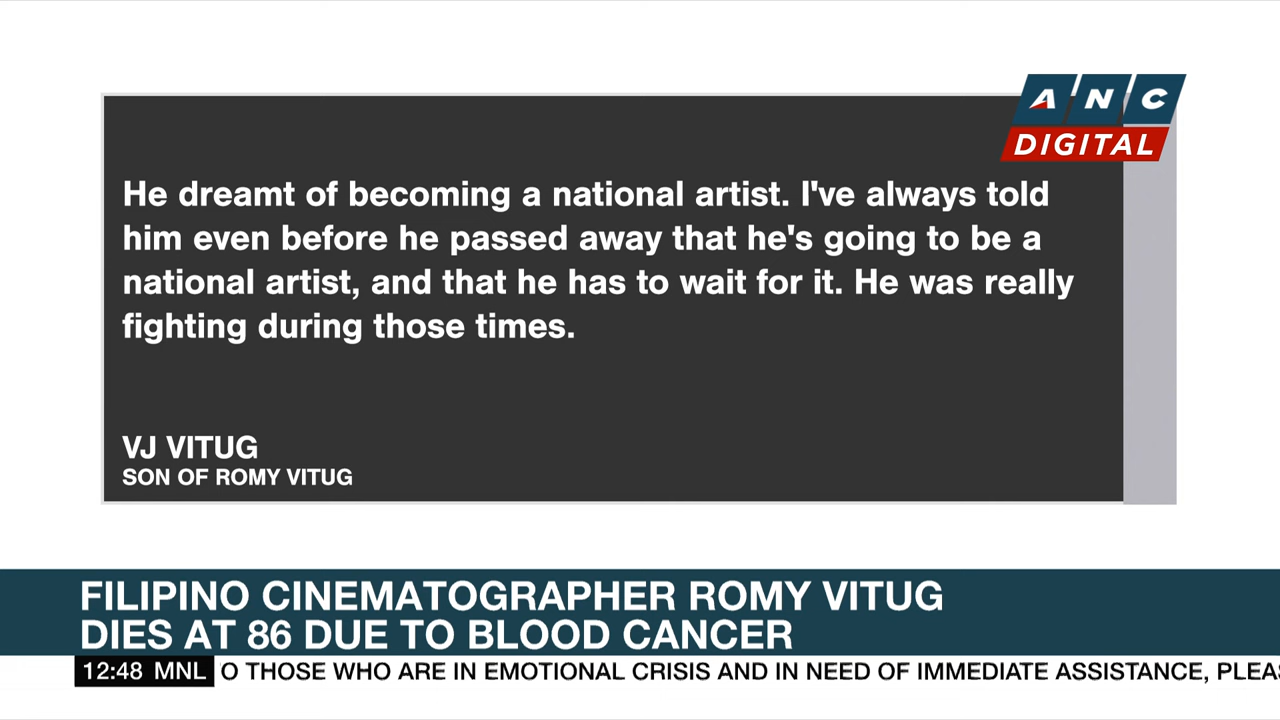 ANC
DIGITAL
He dreamt of becoming a national artist. I've always told
him even before he passed away that he's going to be a
national artist, and that he has to wait for it. He was really
fighting during those times.
VJ VITUG
SON OF ROMY VITUG
FILIPINO CINEMATOGRAPHER ROMY VITUG
DIES AT 86 DUE TO BLOOD CANCER
12:48 MNL O THOSE WHO ARE IN EMOTIONAL CRISIS AND IN NEED OF IMMEDIATE ASSISTANCE, PLEA